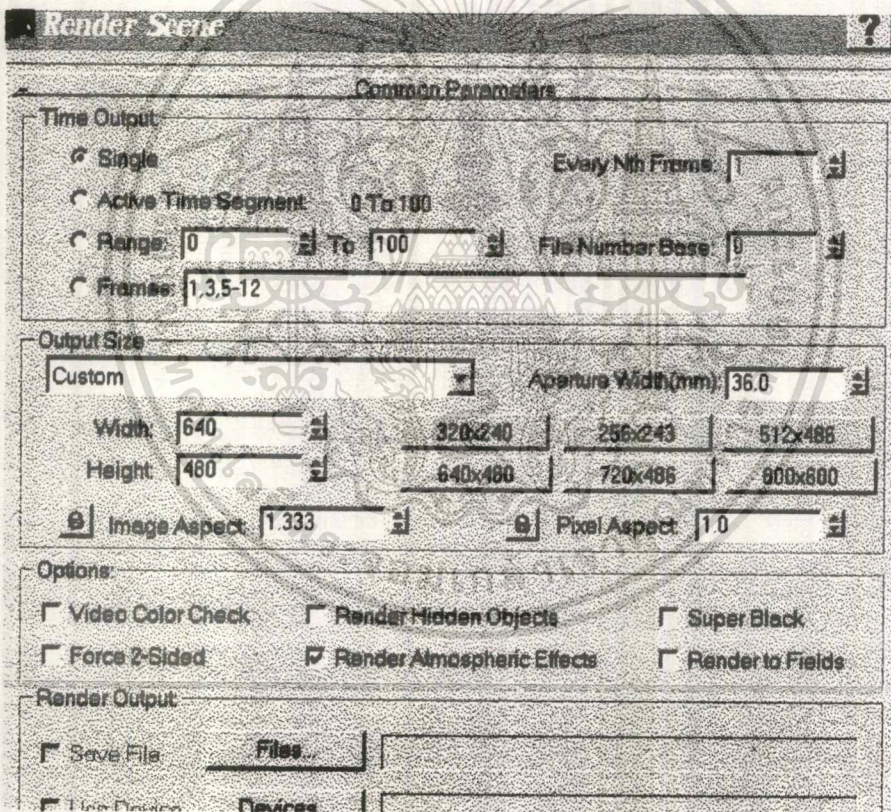 Render Scene
?
Common Parameters
Time Output:
Single
Every Nth Frame: 1
Active Time Segment: 0 To 100
Range: 0 To 100
File Number Base: 0
Frames: 1,3,5-12
Output Size
Custom
Aperture Width(mm): 36.0
Width: 640
320x240 256x243 512x486
Height: 480
640x480 720x486 800x600
Image Aspect: 1.333
Pixel Aspect: 1.0
Options:
Video Color Check
Render Hidden Objects
Super Black
Force 2-Sided
Render Atmospheric Effects
Render to Fields
Render Output:
Save File
Files...
Use Device
Devices